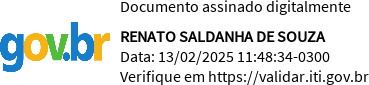 Documento assinado digitalmente
gov.br
RENATO SALDANHA DE SOUZA
Data: 13/02/2025 11:48:34-0300
Verifique em https://validar.iti.gov.br